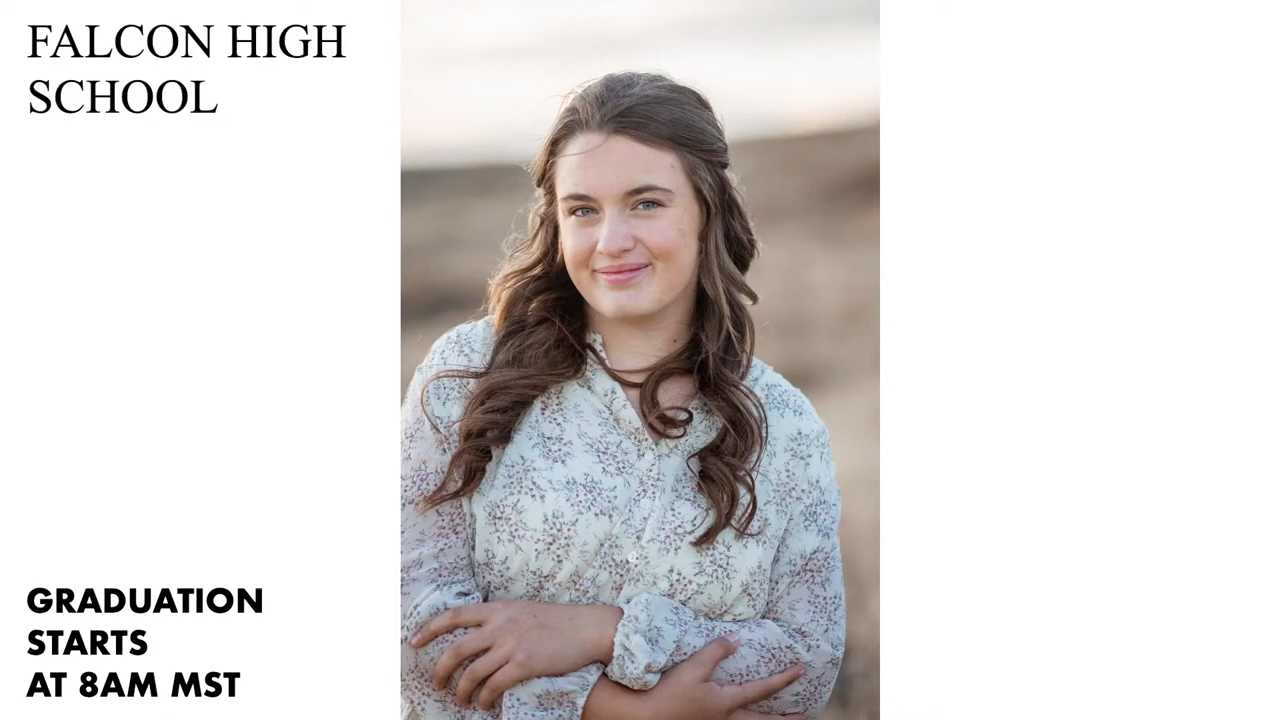 FALCON HIGH
SCHOOL
GRADUATION
STARTS
AT 8AM MST